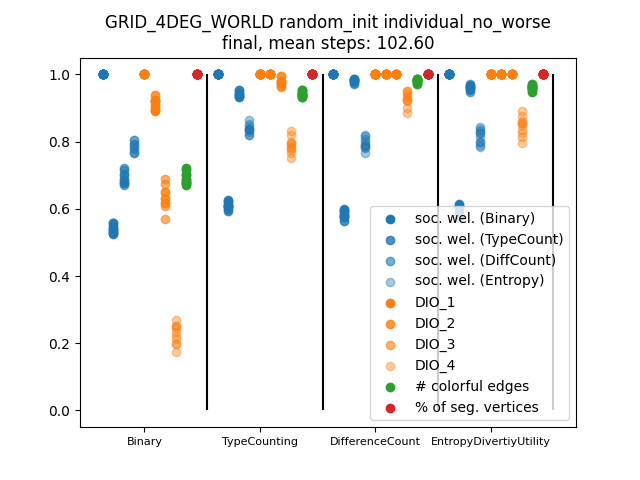 GRID_4DEG_WORLD random_init individual_no_worse
final, mean steps: 102.60
1.0
0.8
0.6
0.4
0.2
0.0
soc. wel. (Binary)
soc. wel. (TypeCount)
soc. wel. (DiffCount)
soc. wel. (Entropy)
DIO_1
DIO_2
DIO_3
DIO_4
# colorful edges
% of seg. vertices
Binary
TypeCounting
DifferenceCount
EntropyDivertiyUtility